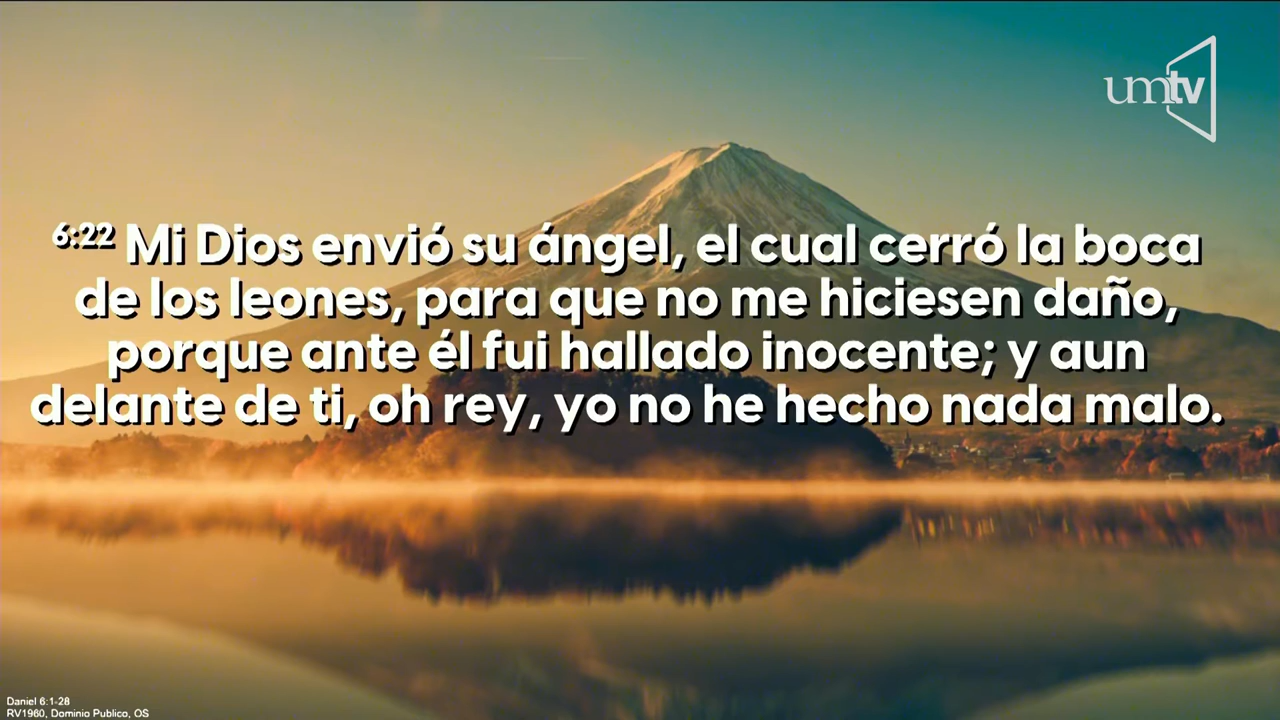 umtv
6:22 Mi Dios envió su ángel, el cual cerró la boca
de los leones, para que no me hiciesen daño,
porque ante él fui hallado inocente; y aun
delante de ti, oh rey, yo no he hecho nada malo.
Daniel 6:1-28
RV1960, Dominio Publico, OS